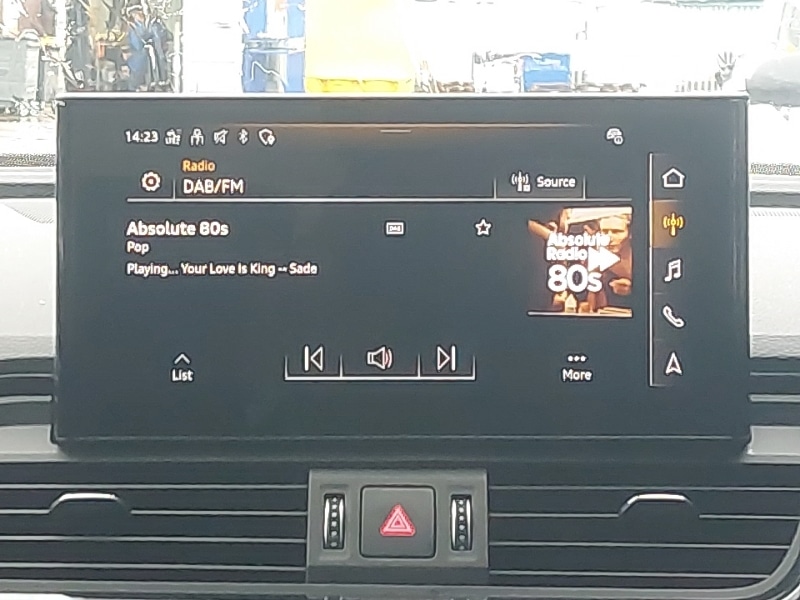 14:23
Radio
DAB/FM
Source
Absolute 80s
DAB
Pop
Playing... Your Love Is King -- Sade
Absolute
Radio
80s
List
More